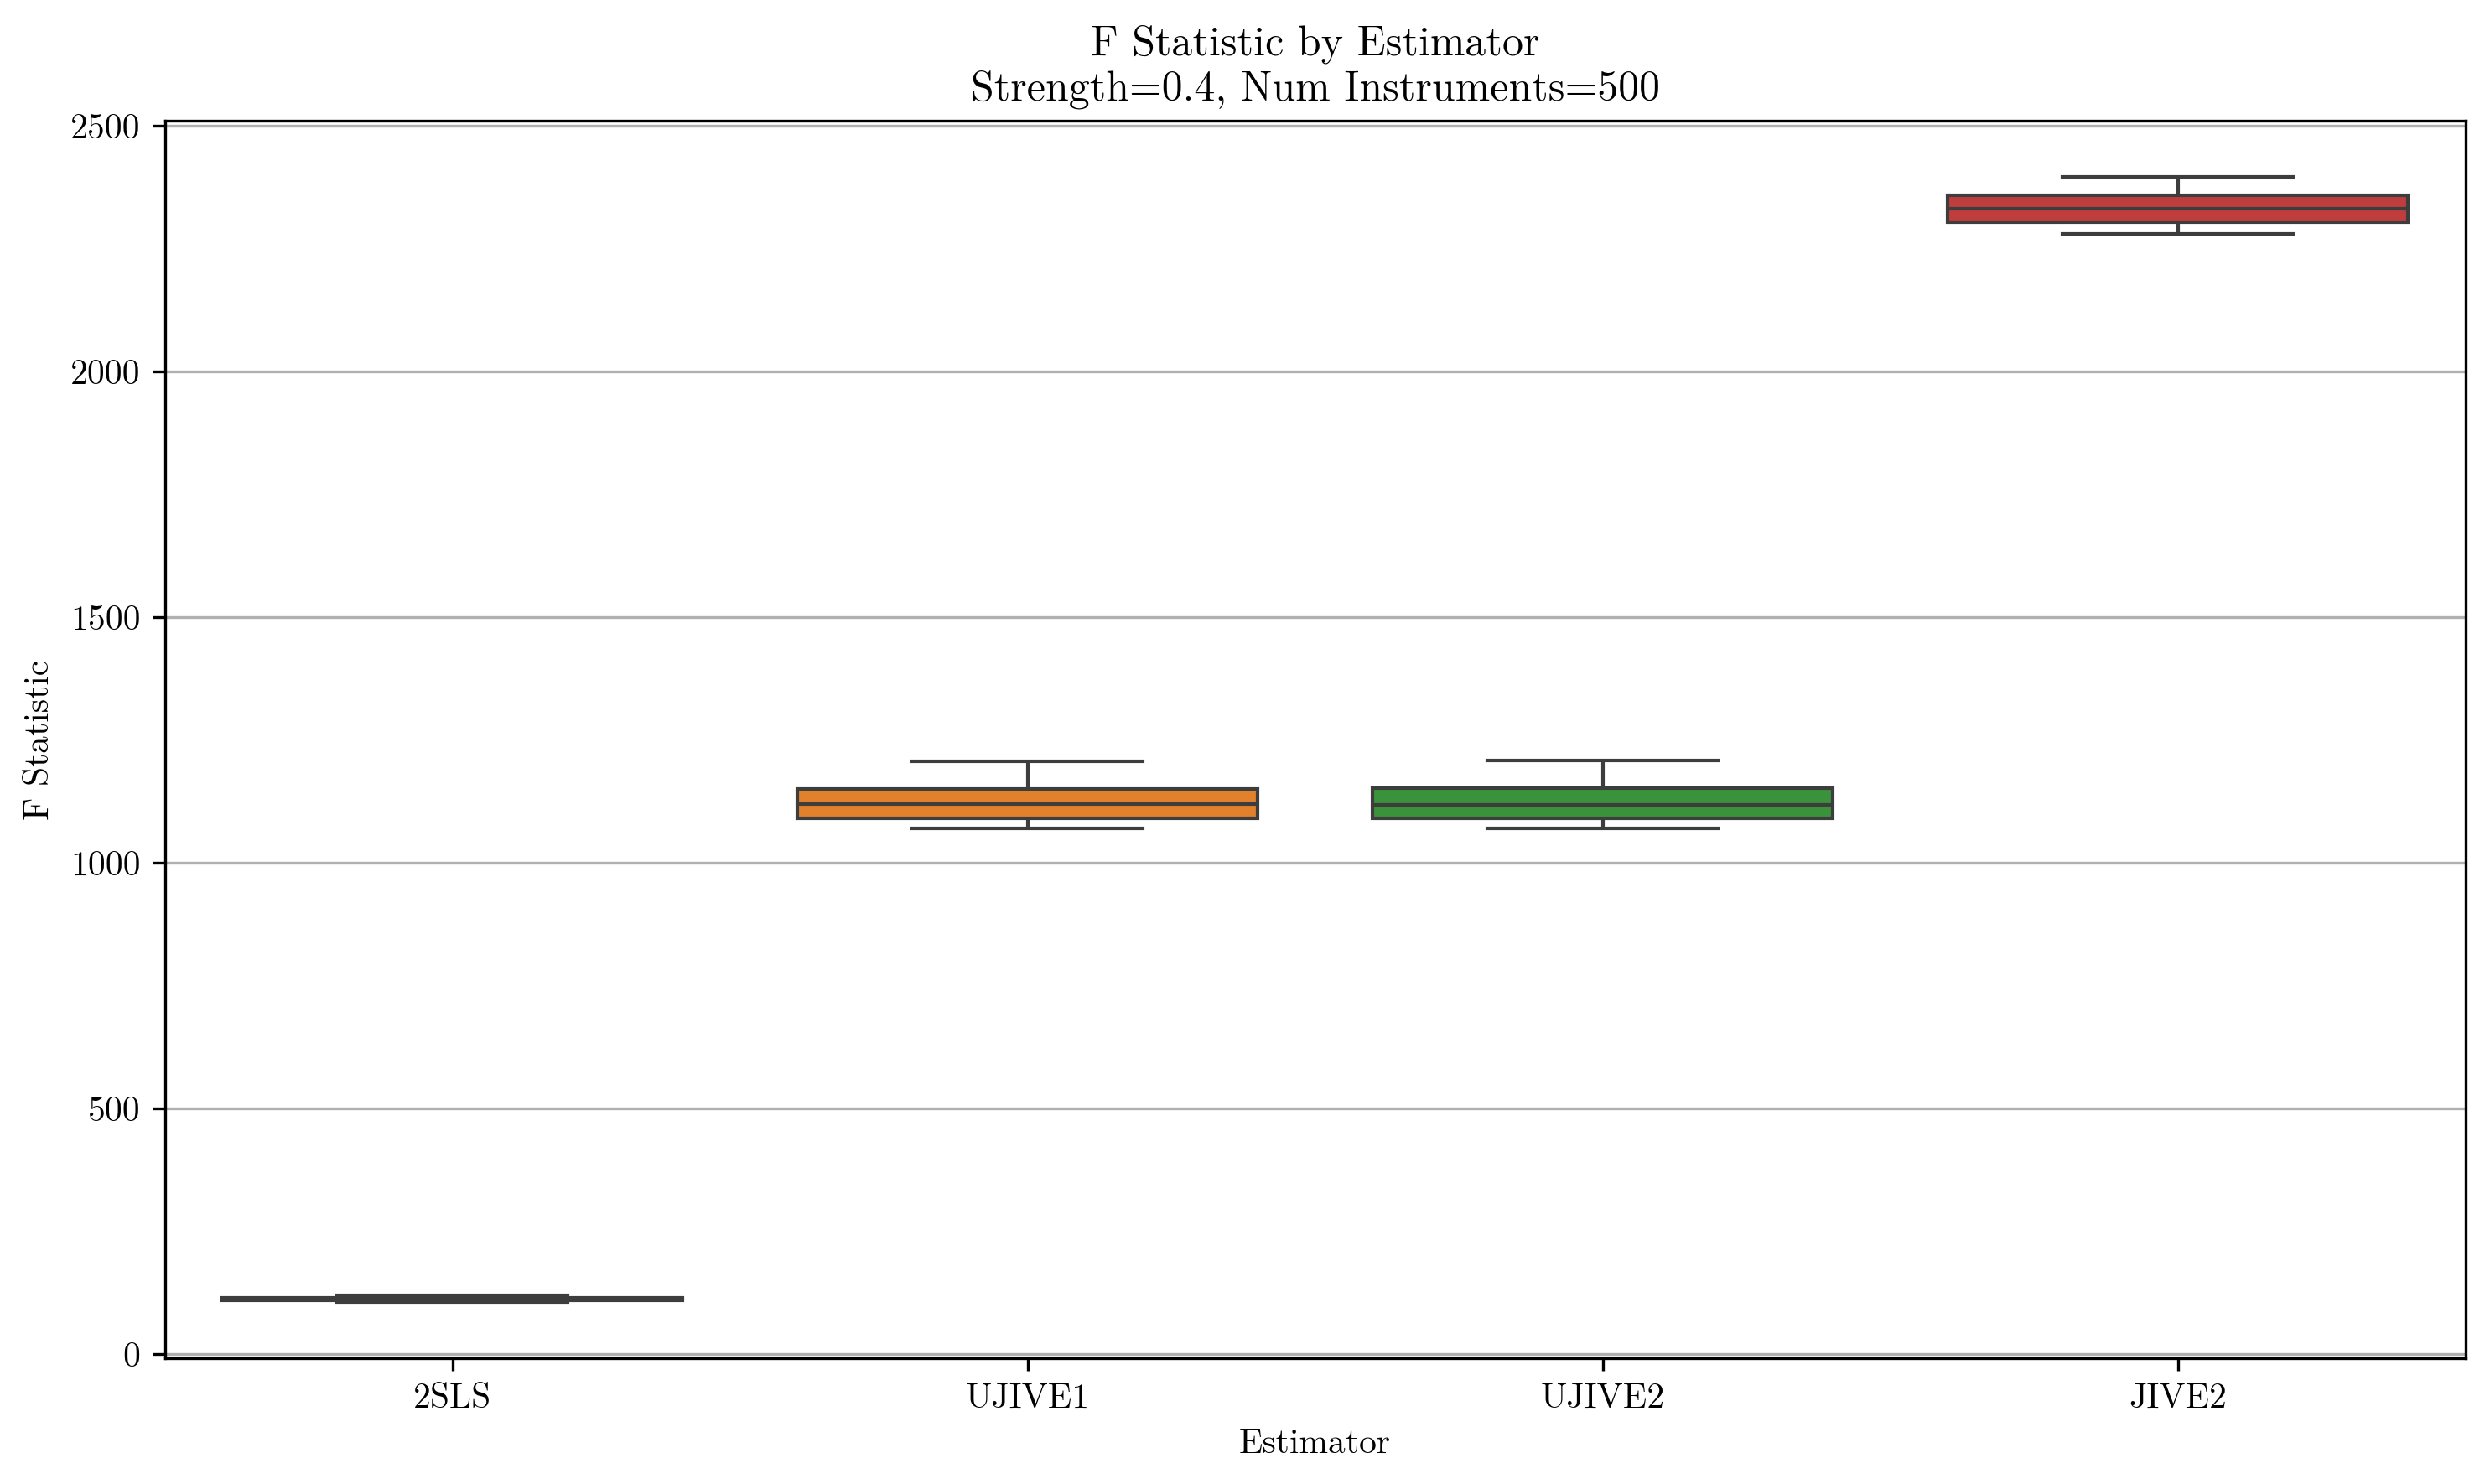 F Statistic by Estimator
Strength=0.4, Num Instruments=500
2500
2000
1500
1000
500
0
F Statistic
2SLS
UJIVE1
UJIVE2
JIVE2
Estimator